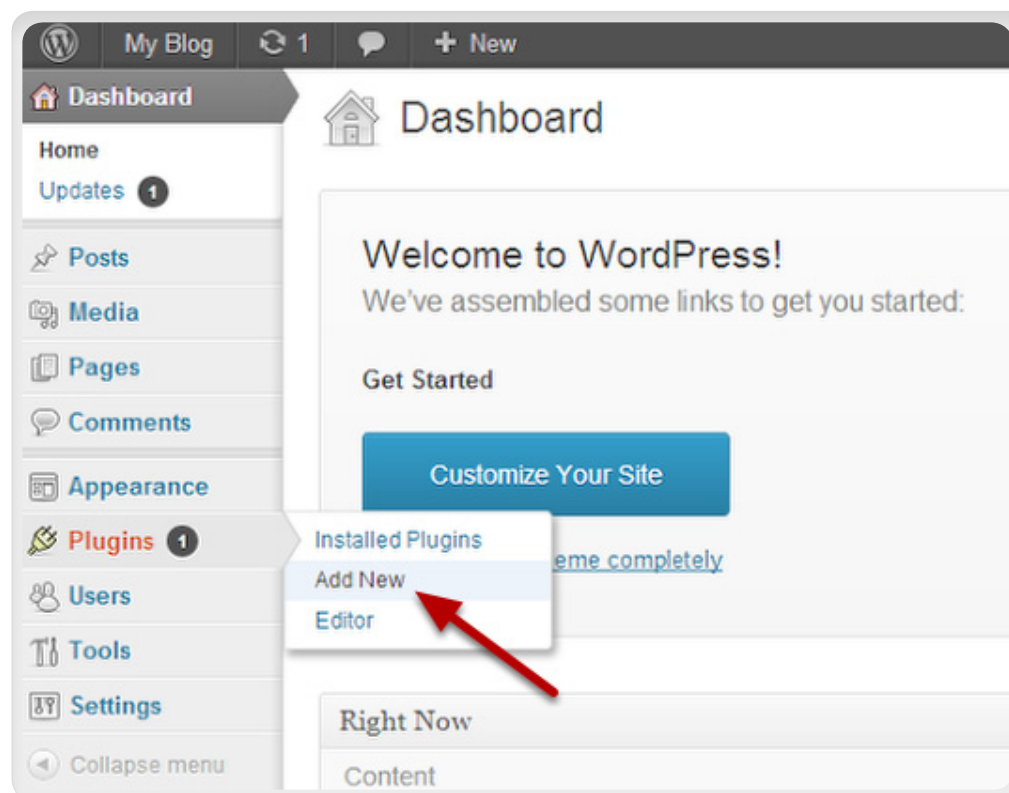 My Blog 1 + New
Dashboard
Home
Updates 1
Posts
Media
Pages
Comments
Appearance
Plugins 1
Users
Tools
Settings
Collapse menu
Dashboard
Welcome to WordPress!
We've assembled some links to get you started:
Get Started
Customize Your Site
eme completely
Installed Plugins
Add New
Editor
Right Now
Content